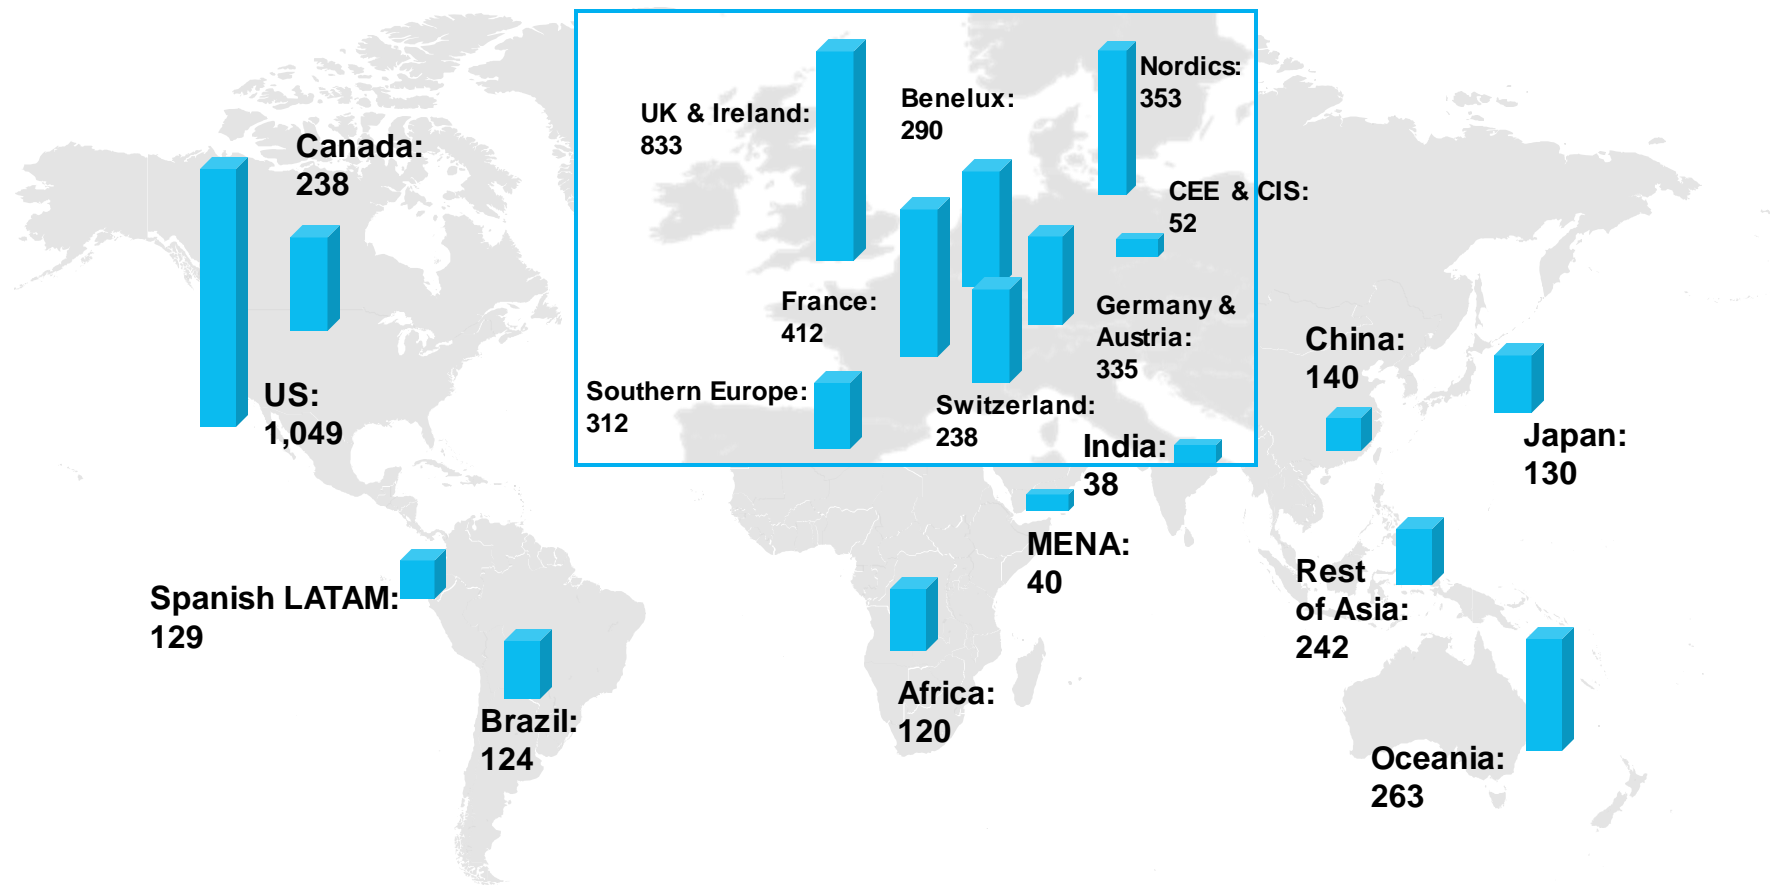 Canada:
238
US:
1,049
UK & Ireland:
833
Benelux:
290
Nordics:
353
CEE & CIS:
52
France:
412
Germany &
Austria:
335
Southern Europe:
312
Switzerland:
238
India:
38
MENA:
40
China:
140
Japan:
130
Spanish LATAM:
129
Brazil:
124
Africa:
120
Rest
of Asia:
242
Oceania:
263